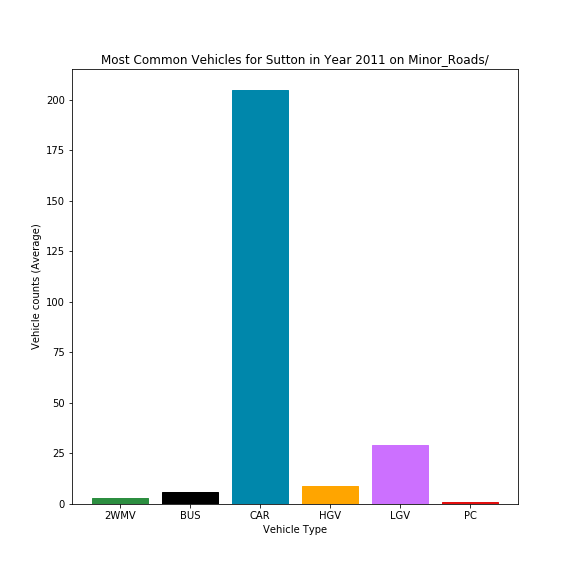 Most Common Vehicles for Sutton in Year 2011 on Minor_Roads/
Vehicle counts (Average)
200
175
150
125
100
75
50
25
0
2WMV BUS CAR HGV LGV PC
Vehicle Type